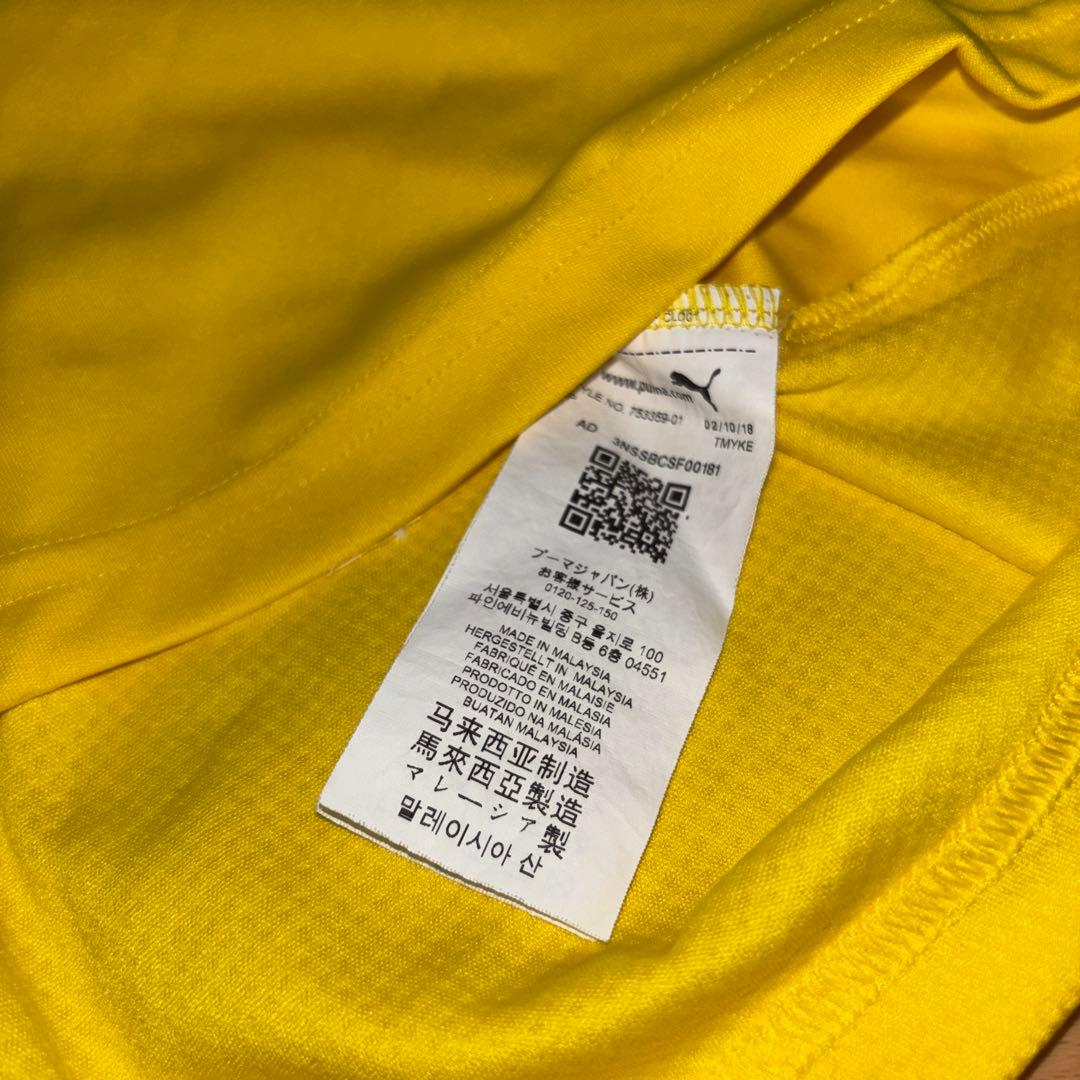 CLOB1
www.puma.com
YLE NO. 753359-01 02/10/18
AD TMYKE
3NSSBCSF00181
プーマジャパン(株)
お客様サービス
0120-125-150
서울특별시 중구 을지로 100
파인에비뉴빌딩 B동 6층 04551
MADE IN MALAYSIA
HERGESTELLT IN MALAYSIA
FABRIQUÉ EN MALAISIE
FABRICADO EN MALASIA
PRODOTTO IN MALESIA
PRODUZIDO NA MALÁSIA
BUATAN MALAYSIA
马来西亚制造
馬來西亞製造
マレーシア製
말레이시아 산